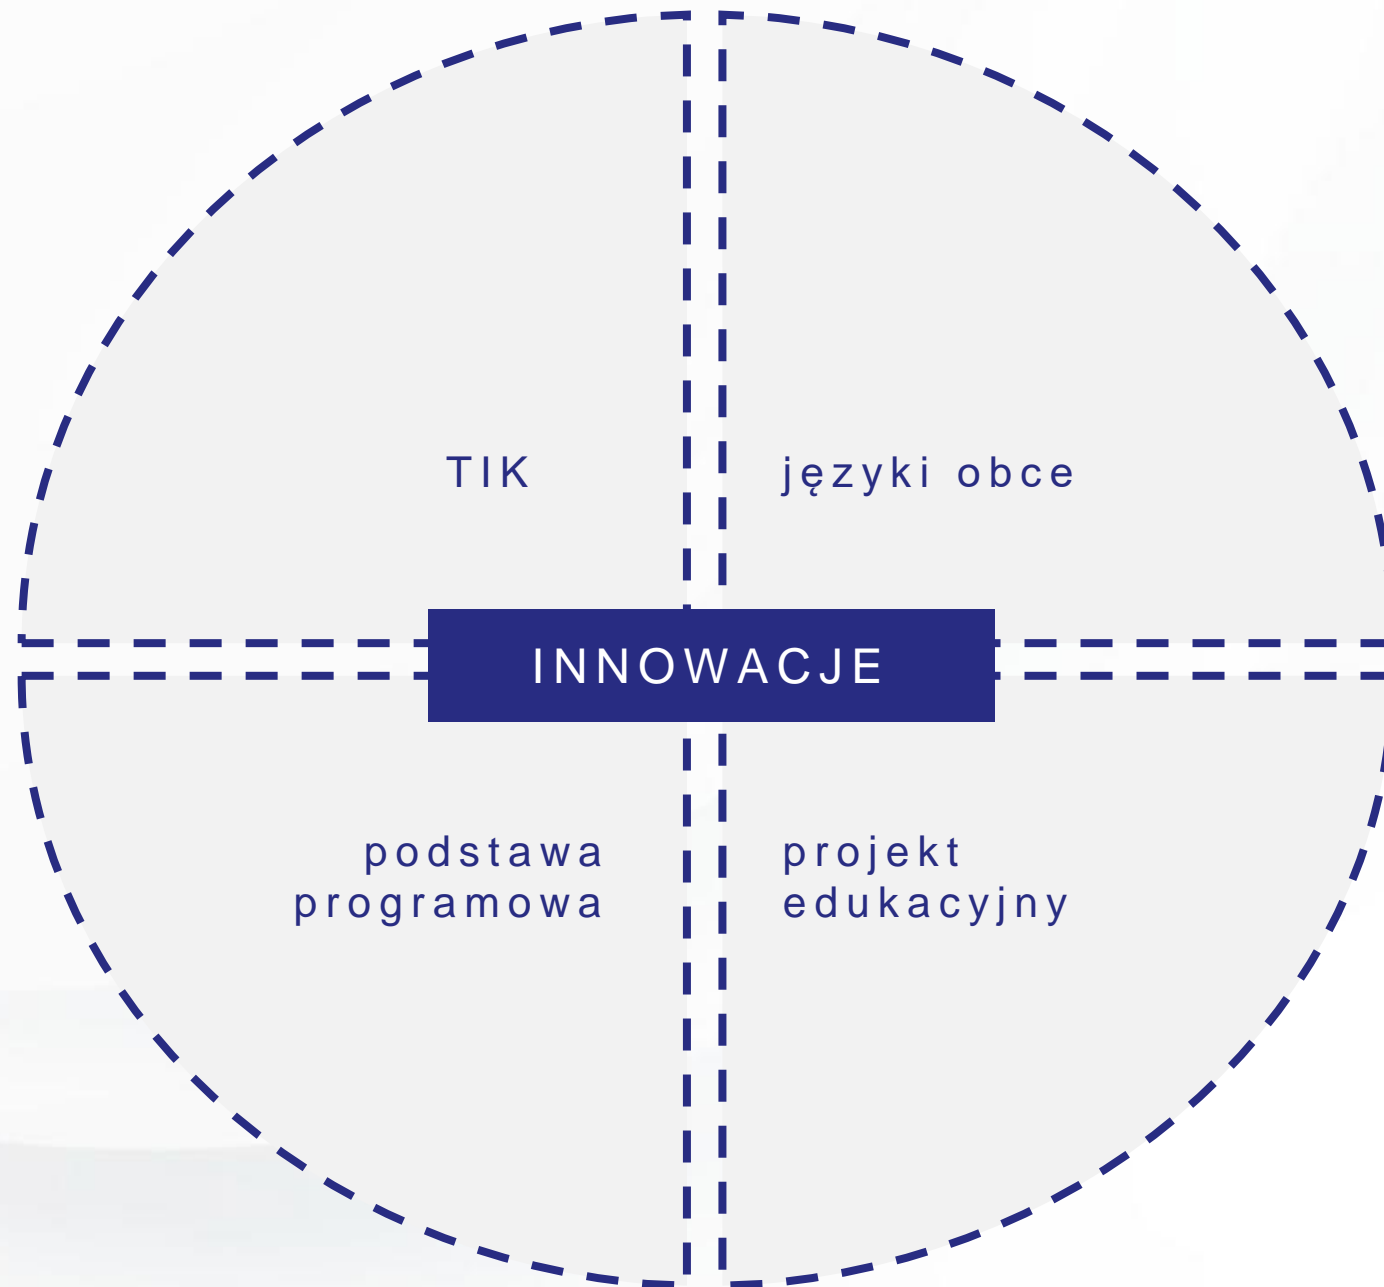 TIK
języki obce
INNOWACJE
podstawa
programowa
projekt
edukacyjny